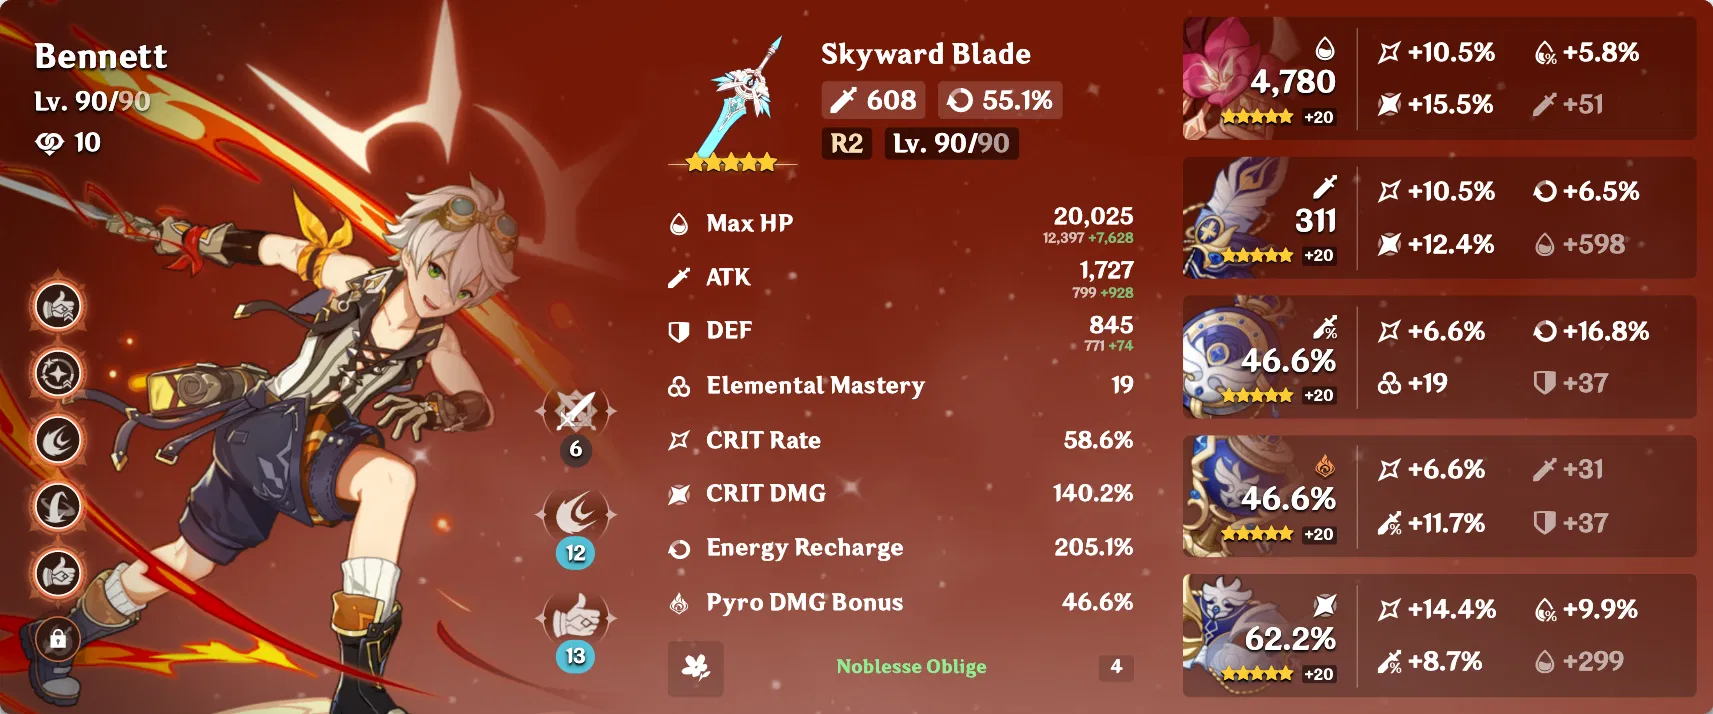 Bennett
Lv. 90/90
10
6
12
13
Skyward Blade
608 55.1%
R2 Lv. 90/90
Max HP 20,025
12,397 +7,628
ATK 1,727
799 +928
DEF 845
771 +74
Elemental Mastery 19
CRIT Rate 58.6%
CRIT DMG 140.2%
Energy Recharge 205.1%
Pyro DMG Bonus 46.6%
Noblesse Oblige 4
4,780
+20
+10.5% +5.8%
+15.5% +51
311
+20
+10.5% +6.5%
+12.4% +598
46.6%
+20
+6.6% +16.8%
+19 +37
46.6%
+20
+6.6% +31
+11.7% +37
62.2%
+20
+14.4% +9.9%
+8.7% +299